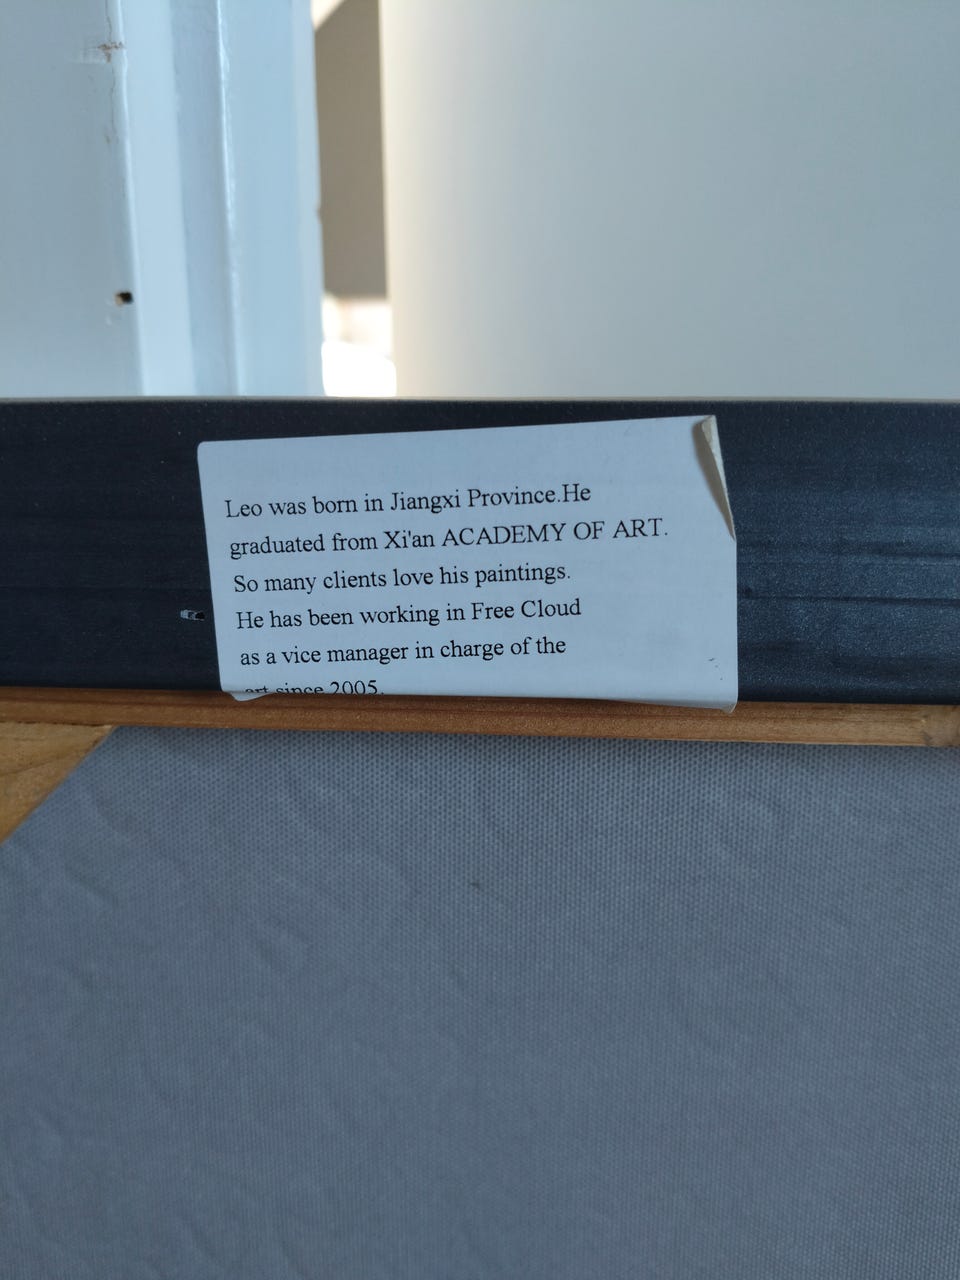 Leo was born in Jiangxi Province.He
graduated from Xi'an ACADEMY OF ART.
So many clients love his paintings.
He has been working in Free Cloud
as a vice manager in charge of the
art since 2005.